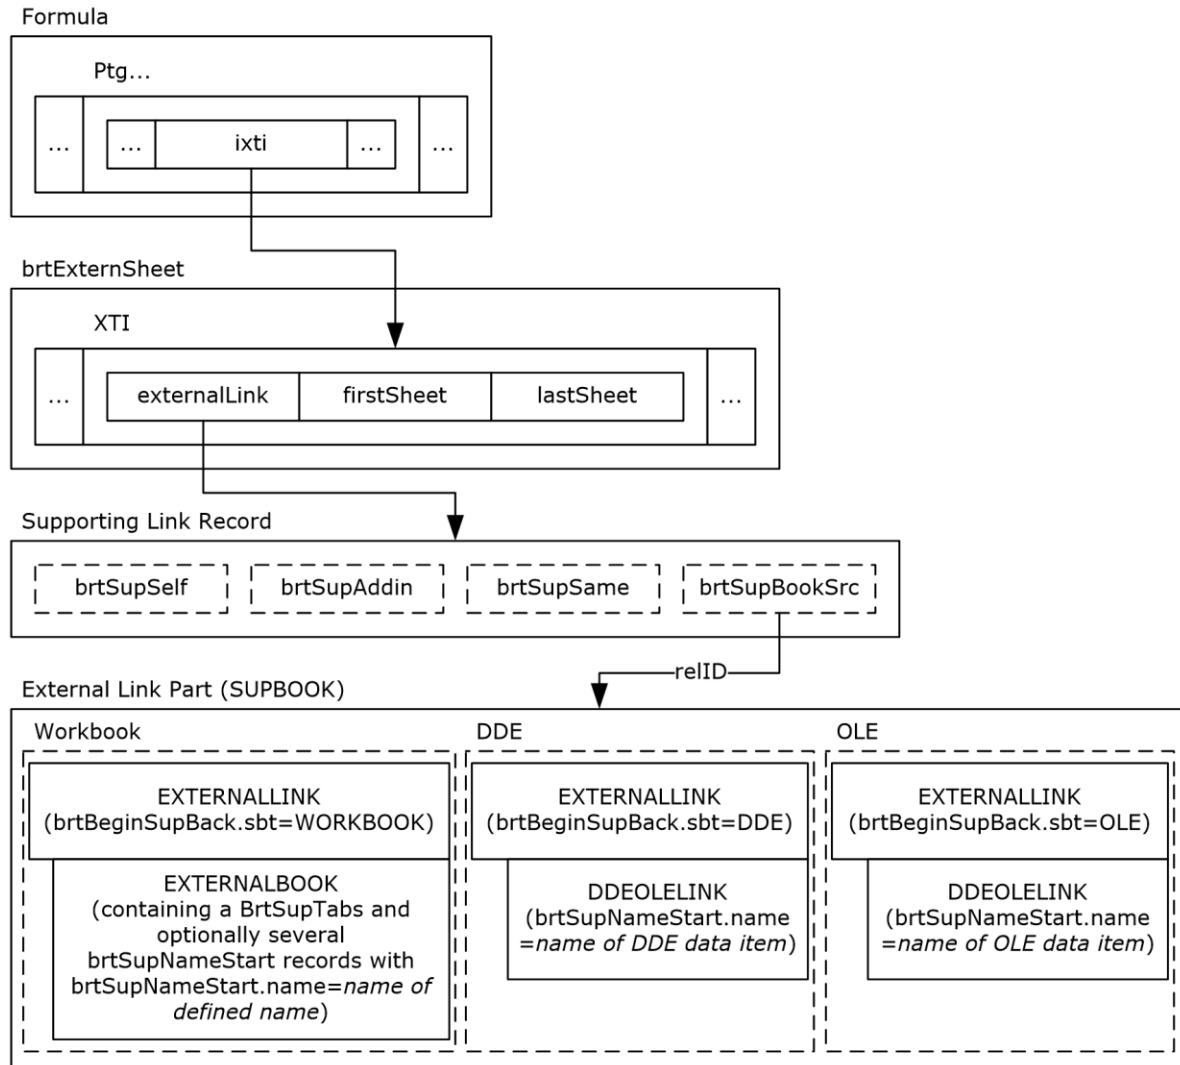 Formula
Ptg...
...
...
ixti
...
...
brtExternSheet
XTI
...
externalLink
firstSheet
lastSheet
...
Supporting Link Record
brtSupSelf
brtSupAddin
brtSupSame
brtSupBookSrc
relID
External Link Part (SUPBOOK)
Workbook
EXTERNALLINK
(brtBeginSupBack.sbt=WORKBOOK)
EXTERNALBOOK
(containing a BrtSupTabs and
optionally several
brtSupNameStart records with
brtSupNameStart.name=name of
defined name)
DDE
EXTERNALLINK
(brtBeginSupBack.sbt=DDE)
DDEOLELINK
(brtSupNameStart.name
=name of DDE data item)
OLE
EXTERNALLINK
(brtBeginSupBack.sbt=OLE)
DDEOLELINK
(brtSupNameStart.name
=name of OLE data item)